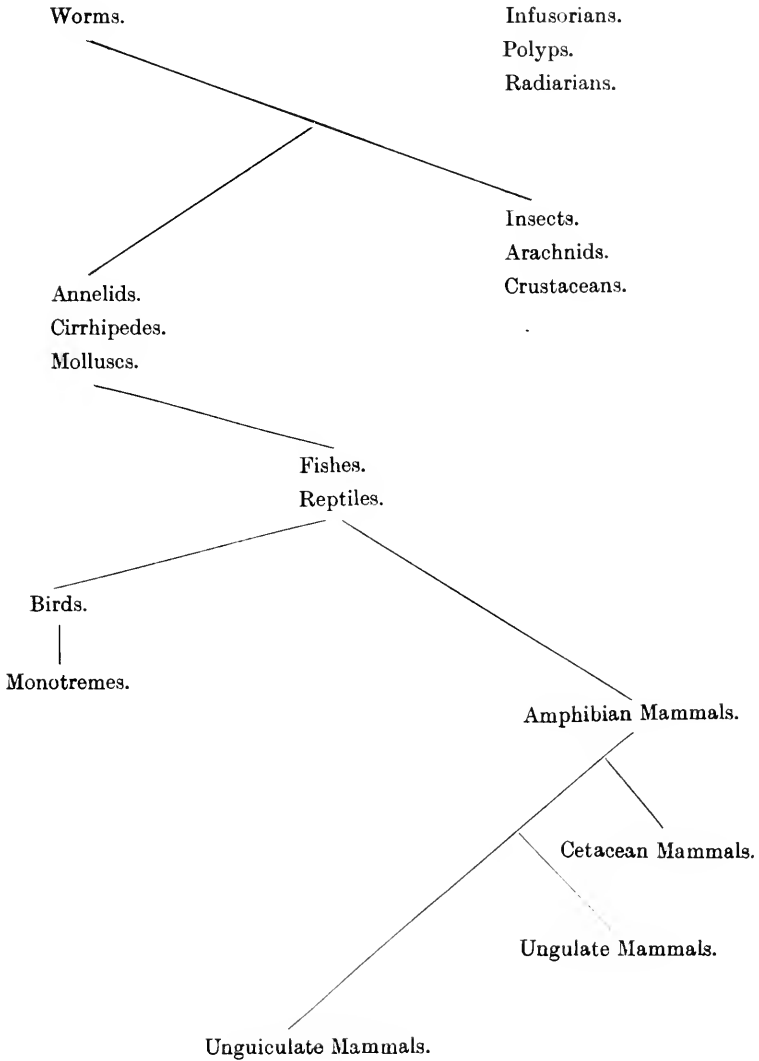 Worms.
Infusorians.
Polyps.
Radiarians.
Insects.
Arachnids.
Crustaceans.
Annelids.
Cirrhipedes.
Molluscs.
Fishes.
Reptiles.
Birds.
Monotremes.
Amphibian Mammals.
Cetacean Mammals.
Ungulate Mammals.
Unguiculate Mammals.